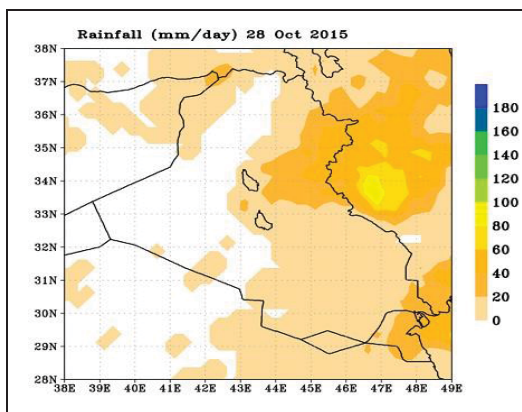 Rainfall (mm/day) 28 Oct 2015
38N
37N
36N
35N
34N
33N
32N
31N
30N
29N
28N
38E 39E 40E 41E 42E 43E 44E 45E 46E 47E 48E 49E
180
160
140
120
100
80
60
40
20
0